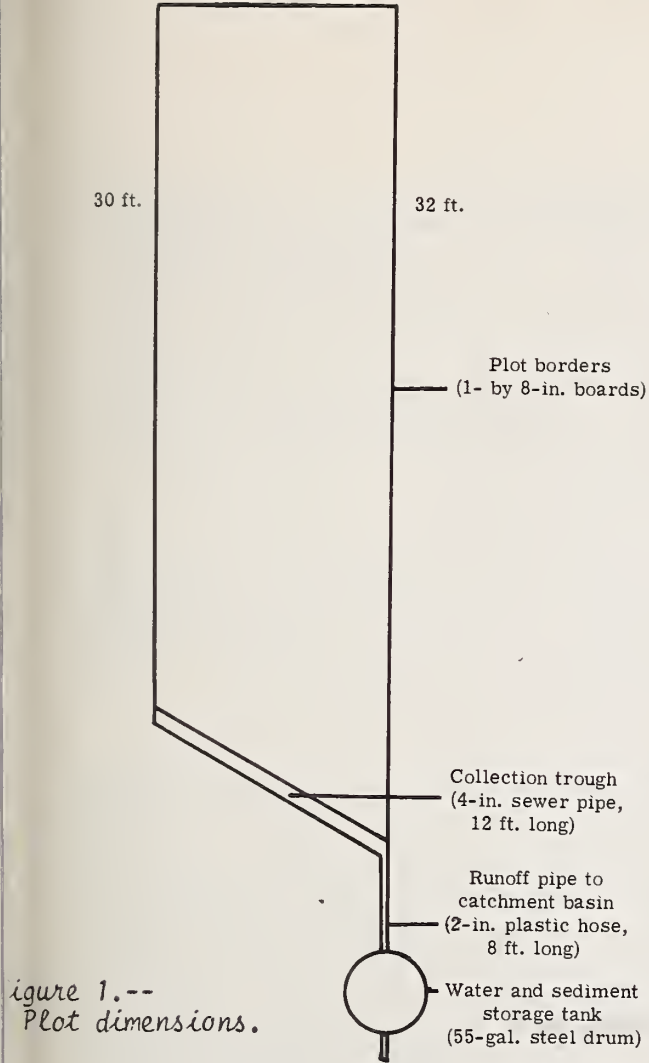 30 ft.
32 ft.
Plot borders
(1- by 8-in. boards)
Collection trough
(4-in. sewer pipe,
12 ft. long)
Runoff pipe to
catchment basin
(2-in. plastic hose,
8 ft. long)
Water and sediment
storage tank
(55-gal. steel drum)
igure 1.--
Plot dimensions.